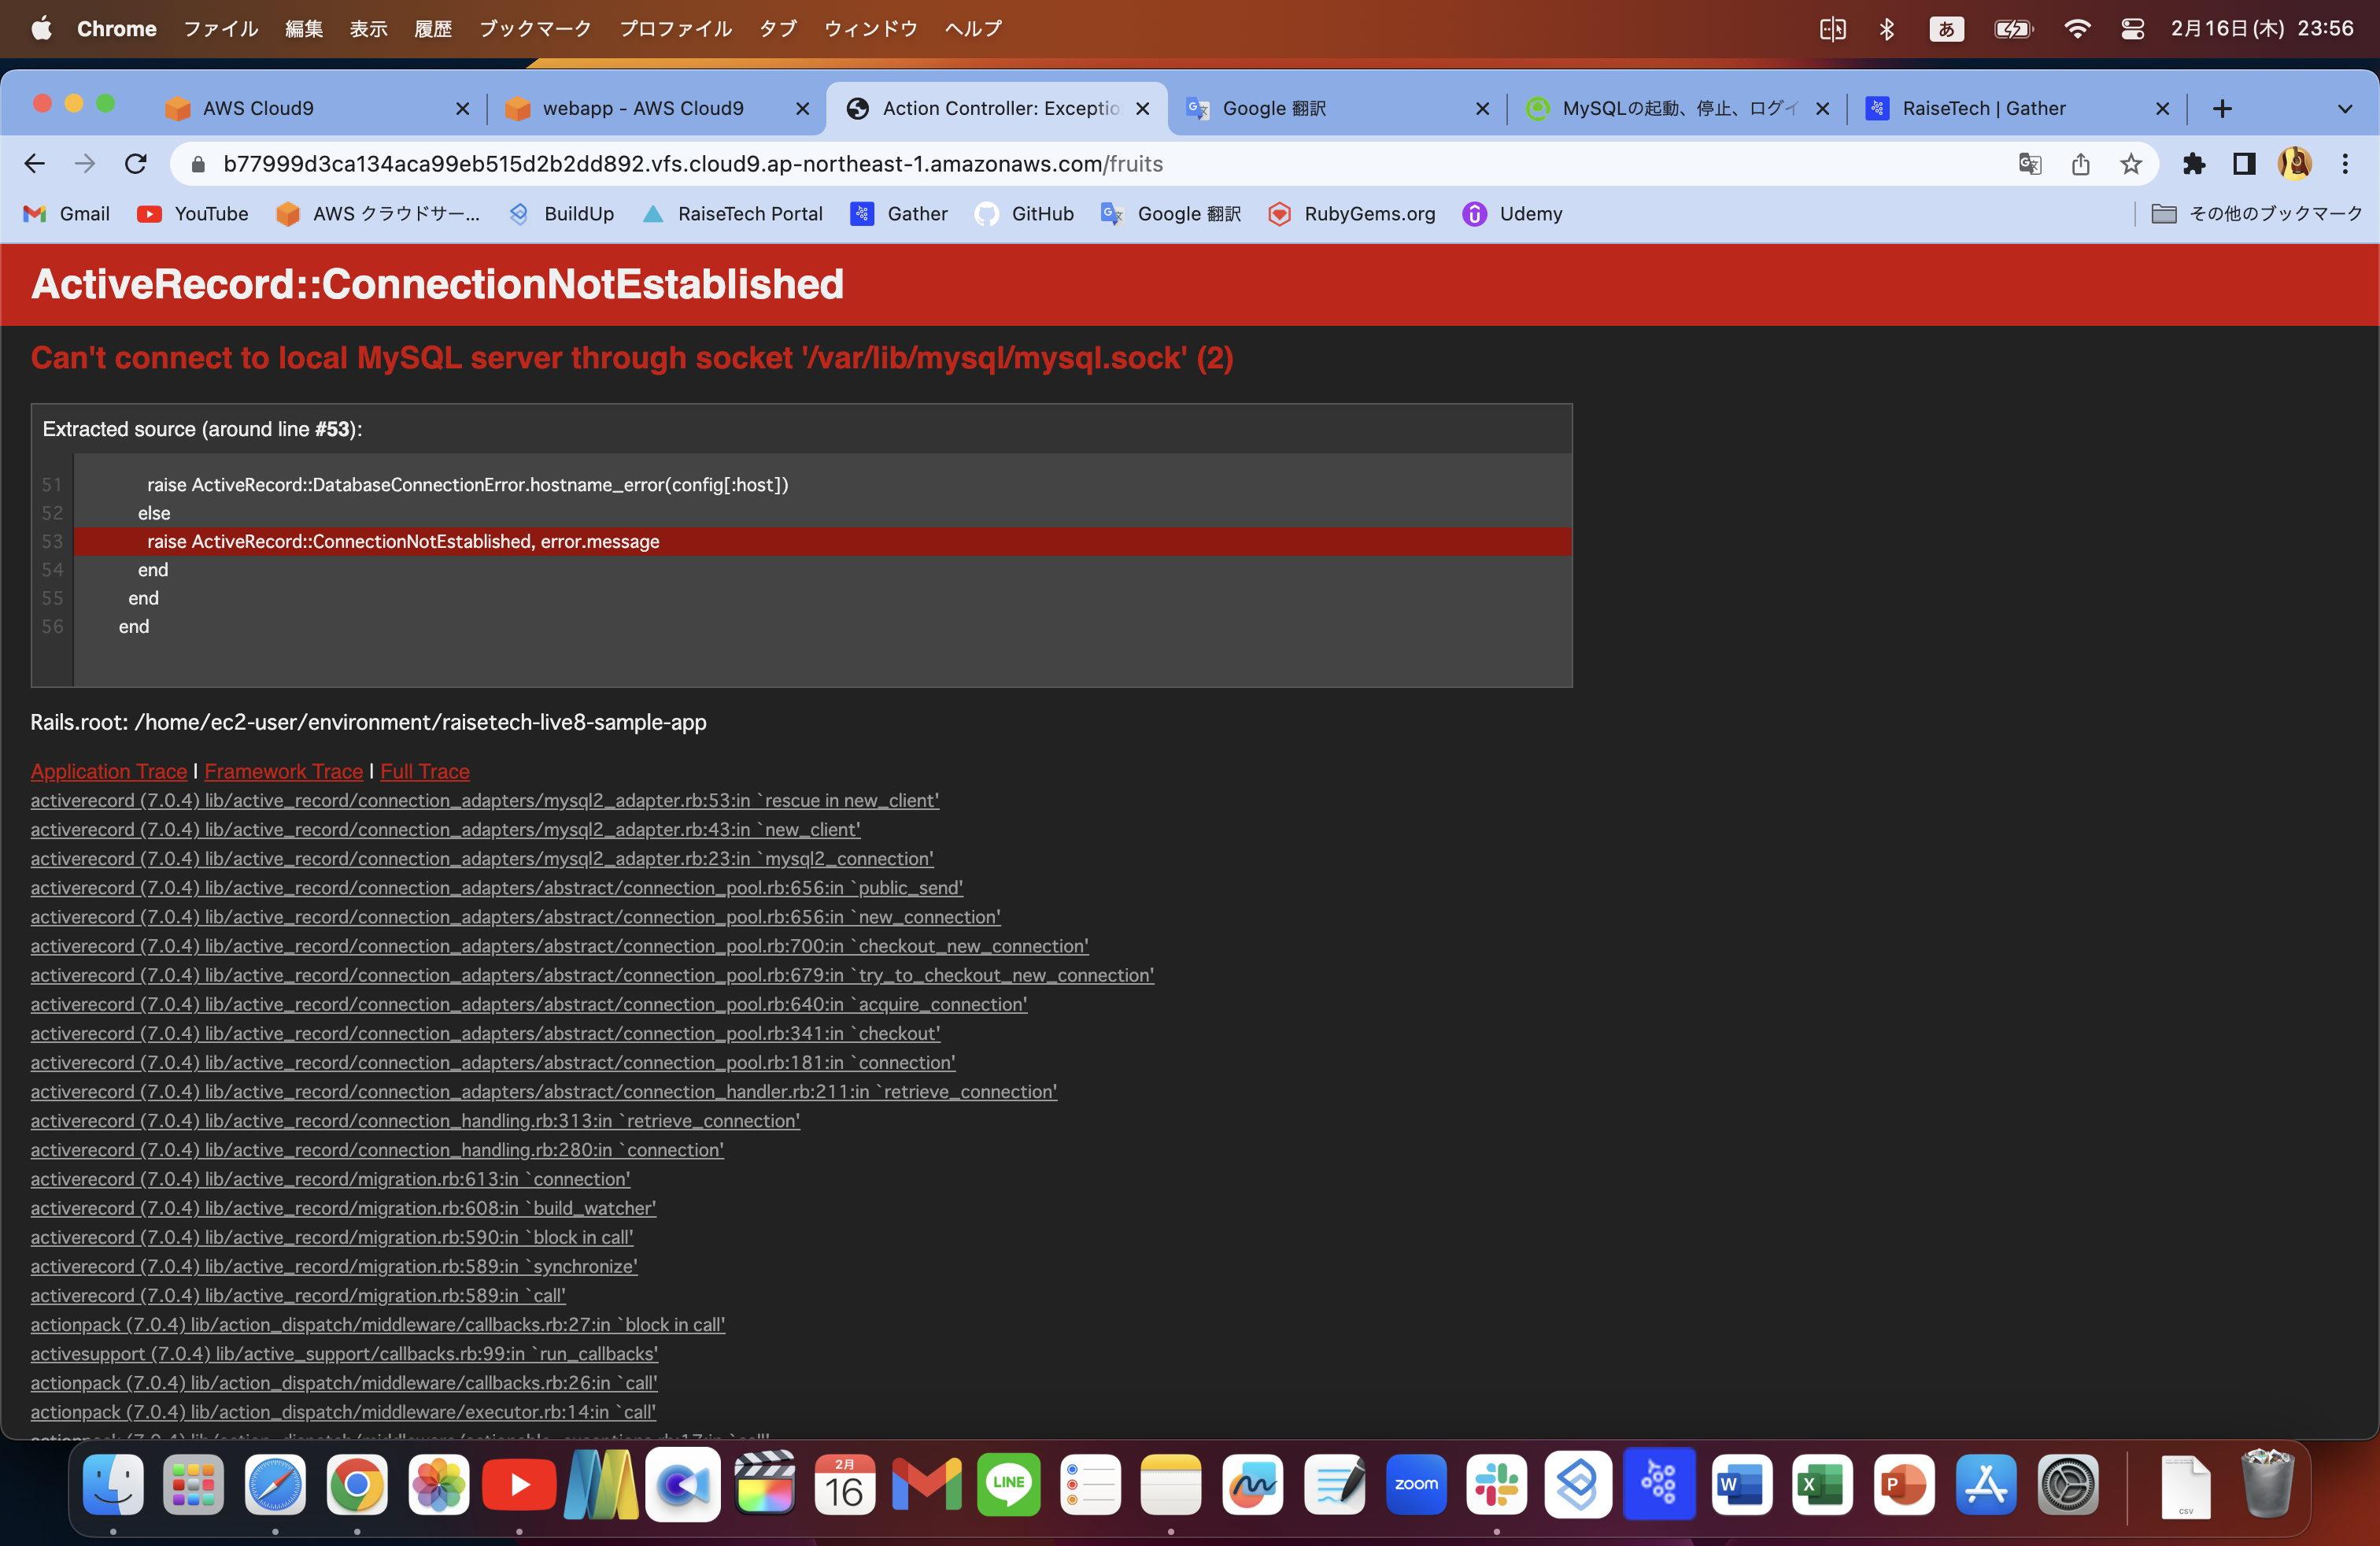 Chrome ファイル 編集 表示 履歴 ブックマーク プロファイル タブ ウィンドウ ヘルプ あ 2月16日(木) 23:56
AWS Cloud9 webapp - AWS Cloud9 Action Controller: Exceptio Google 翻訳 MySQLの起動、停止、ログイ RaiseTech | Gather
b77999d3ca134aca99eb515d2b2dd892.vfs.cloud9.ap-northeast-1.amazonaws.com/fruits
Gmail YouTube AWS クラウドサー... BuildUp RaiseTech Portal Gather GitHub Google 翻訳 RubyGems.org Udemy その他のブックマーク
ActiveRecord::ConnectionNotEstablished
Can't connect to local MySQL server through socket '/var/lib/mysql/mysql.sock' (2)
Extracted source (around line #53):
51 raise ActiveRecord::DatabaseConnectionError.hostname_error(config[:host])
52 else
53 raise ActiveRecord::ConnectionNotEstablished, error.message
54 end
55 end
56 end
Rails.root: /home/ec2-user/environment/raisetech-live8-sample-app
Application Trace | Framework Trace | Full Trace
activerecord (7.0.4) lib/active_record/connection_adapters/mysql2_adapter.rb:53:in `rescue in new_client'
activerecord (7.0.4) lib/active_record/connection_adapters/mysql2_adapter.rb:43:in `new_client'
activerecord (7.0.4) lib/active_record/connection_adapters/mysql2_adapter.rb:23:in `mysql2_connection'
activerecord (7.0.4) lib/active_record/connection_adapters/abstract/connection_pool.rb:656:in `public_send'
activerecord (7.0.4) lib/active_record/connection_adapters/abstract/connection_pool.rb:656:in `new_connection'
activerecord (7.0.4) lib/active_record/connection_adapters/abstract/connection_pool.rb:700:in `checkout_new_connection'
activerecord (7.0.4) lib/active_record/connection_adapters/abstract/connection_pool.rb:679:in `try_to_checkout_new_connection'
activerecord (7.0.4) lib/active_record/connection_adapters/abstract/connection_pool.rb:640:in `acquire_connection'
activerecord (7.0.4) lib/active_record/connection_adapters/abstract/connection_pool.rb:341:in `checkout'
activerecord (7.0.4) lib/active_record/connection_adapters/abstract/connection_pool.rb:181:in `connection'
activerecord (7.0.4) lib/active_record/connection_adapters/abstract/connection_handler.rb:211:in `retrieve_connection'
activerecord (7.0.4) lib/active_record/connection_handling.rb:313:in `retrieve_connection'
activerecord (7.0.4) lib/active_record/connection_handling.rb:280:in `connection'
activerecord (7.0.4) lib/active_record/migration.rb:613:in `connection'
activerecord (7.0.4) lib/active_record/migration.rb:608:in `build_watcher'
activerecord (7.0.4) lib/active_record/migration.rb:590:in `block in call'
activerecord (7.0.4) lib/active_record/migration.rb:589:in `synchronize'
activerecord (7.0.4) lib/active_record/migration.rb:589:in `call'
actionpack (7.0.4) lib/action_dispatch/middleware/callbacks.rb:27:in `block in call'
activesupport (7.0.4) lib/active_support/callbacks.rb:99:in `run_callbacks'
actionpack (7.0.4) lib/action_dispatch/middleware/callbacks.rb:26:in `call'
actionpack (7.0.4) lib/action_dispatch/middleware/executor.rb:14:in `call'
actionpack (7.0.4) lib/action_dispatch/middleware/actionable_exceptions.rb:17:in `call'
2月
16 LINE zoom W X P CSV